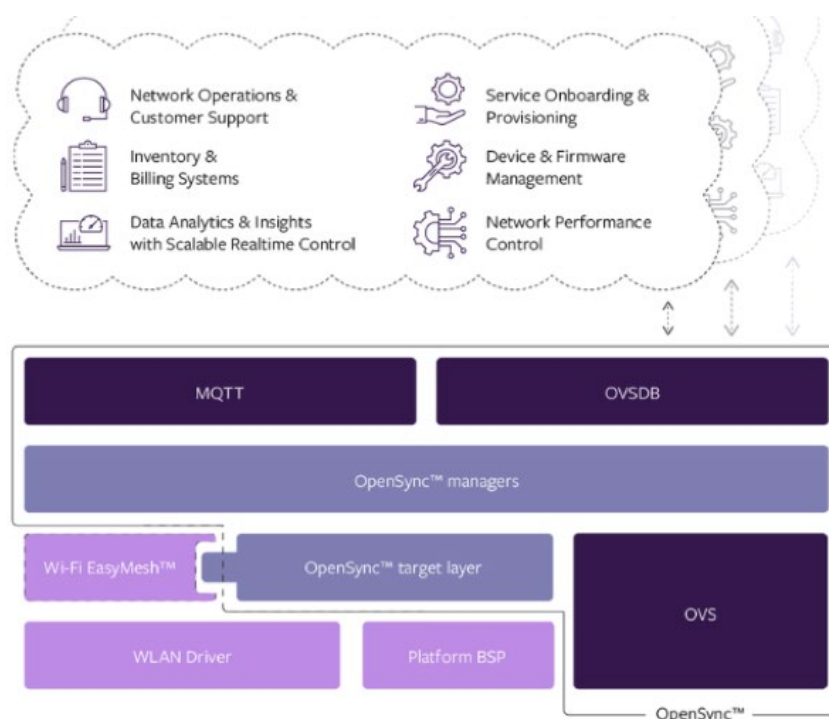 Network Operations &
Customer Support
Service Onboarding &
Provisioning
Inventory &
Billing Systems
Device & Firmware
Management
Data Analytics & Insights
with Scalable Realtime Control
Network Performance
Control
MQTT
OVSDB
OpenSync™ managers
Wi-Fi EasyMesh™
OpenSync™ target layer
OVS
WLAN Driver
Platform BSP
OpenSync™